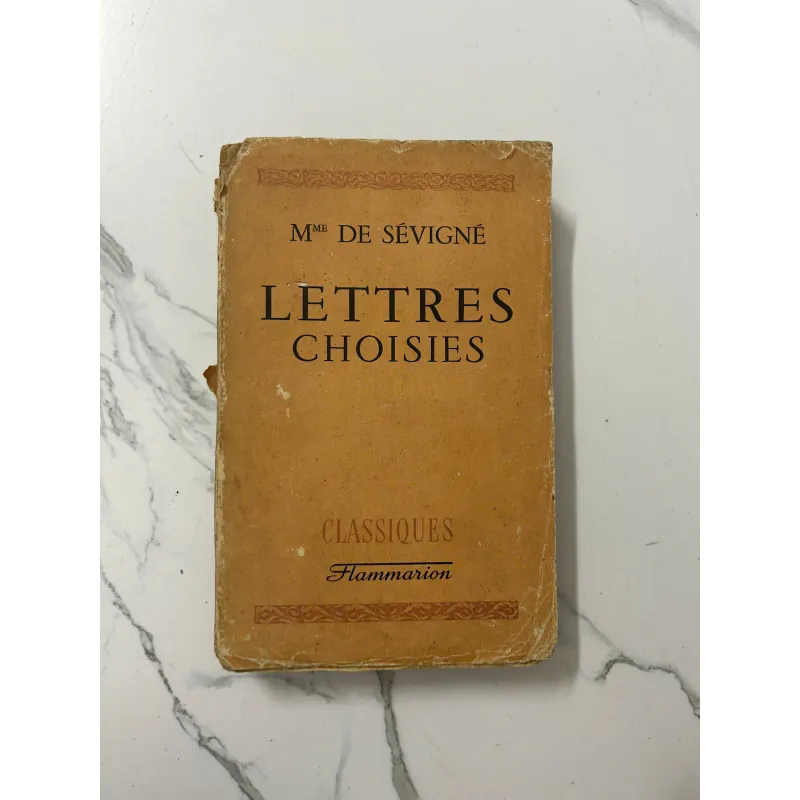 Mᴹᴱ DE SÉVIGNÉ
LETTRES
CHOISIES
CLASSIQUES
Flammarion